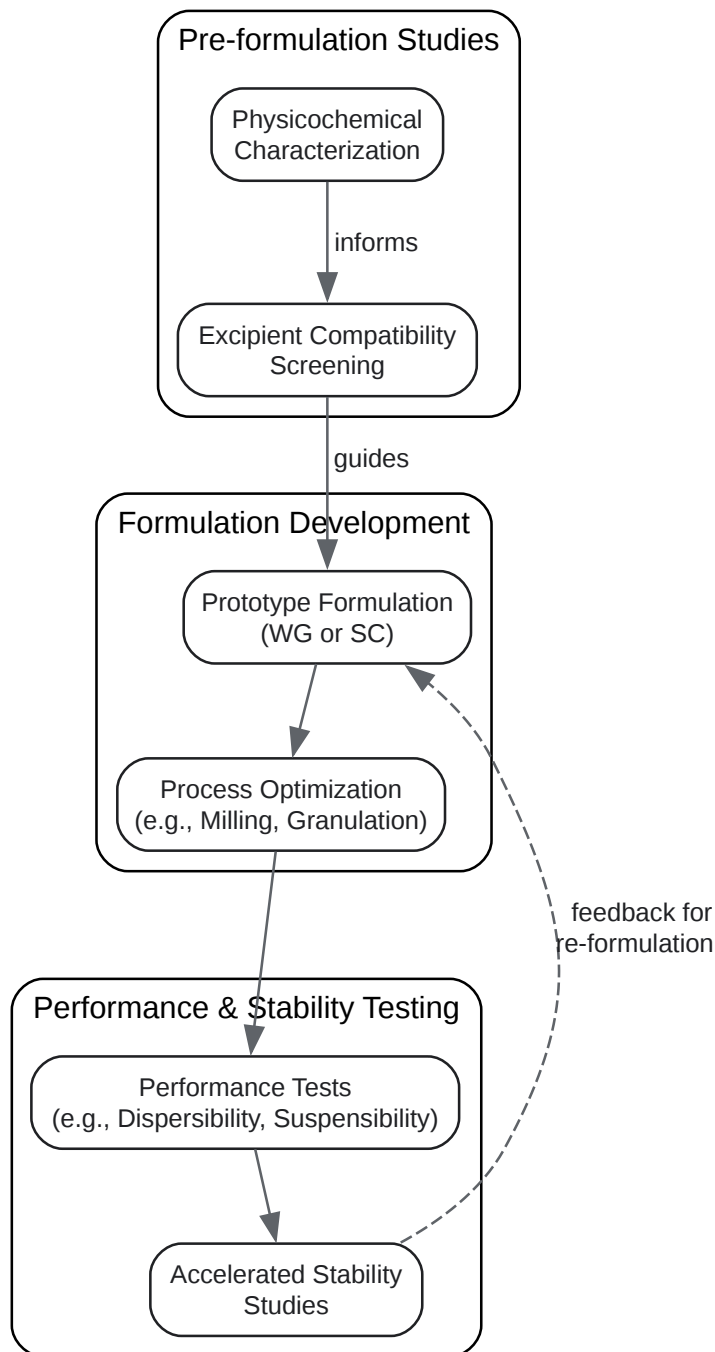 Pre-formulation Studies
Physicochemical
Characterization
informs
Excipient Compatibility
Screening
guides
Formulation Development
Prototype Formulation
(WG or SC)
Process Optimization
(e.g., Milling, Granulation)
feedback for
re-formulation
Performance & Stability Testing
Performance Tests
(e.g., Dispersibility, Suspensibility)
Accelerated Stability
Studies